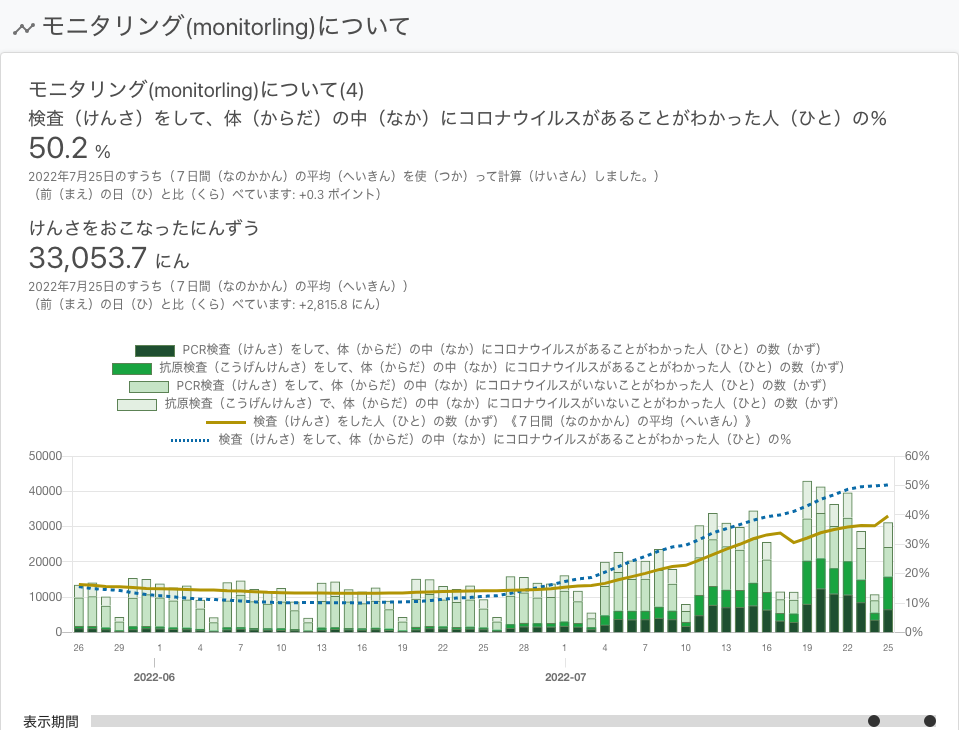 モニタリング(monitorling)について
モニタリング(monitorling)について(4)
検査（けんさ）をして、体（からだ）の中（なか）にコロナウイルスがあることがわかった人（ひと）の％
50.2 %
2022年7月25日のすうち（７日間（なのかかん）の平均（へいきん）を使（つか）って計算（けいさん）しました。）
（前（まえ）の日（ひ）と比（くら）べています: +0.3 ポイント）
けんさをおこなったにんずう
33,053.7 にん
2022年7月25日のすうち（７日間（なのかかん）の平均（へいきん））
（前（まえ）の日（ひ）と比（くら）べています: +2,815.8 にん）
PCR検査（けんさ）をして、体（からだ）の中（なか）にコロナウイルスがあることがわかった人（ひと）の数（かず）
抗原検査（こうげんけんさ）をして、体（からだ）の中（なか）にコロナウイルスがあることがわかった人（ひと）の数（かず）
PCR検査（けんさ）をして、体（からだ）の中（なか）にコロナウイルスがいないことがわかった人（ひと）の数（かず）
抗原検査（こうげんけんさ）で、体（からだ）の中（なか）にコロナウイルスがいないことがわかった人（ひと）の数（かず）
検査（けんさ）をした人（ひと）の数（かず）《７日間（なのかかん）の平均（へいきん）》
検査（けんさ）をして、体（からだ）の中（なか）にコロナウイルスがあることがわかった人（ひと）の％
50000 60%
40000 50%
30000 40%
20000 30%
10000 20%
0 10%
0%
26 29 1 4 7 10 13 16 19 22 25 28 1 4 7 10 13 16 19 22 25
2022-06 2022-07
表示期間